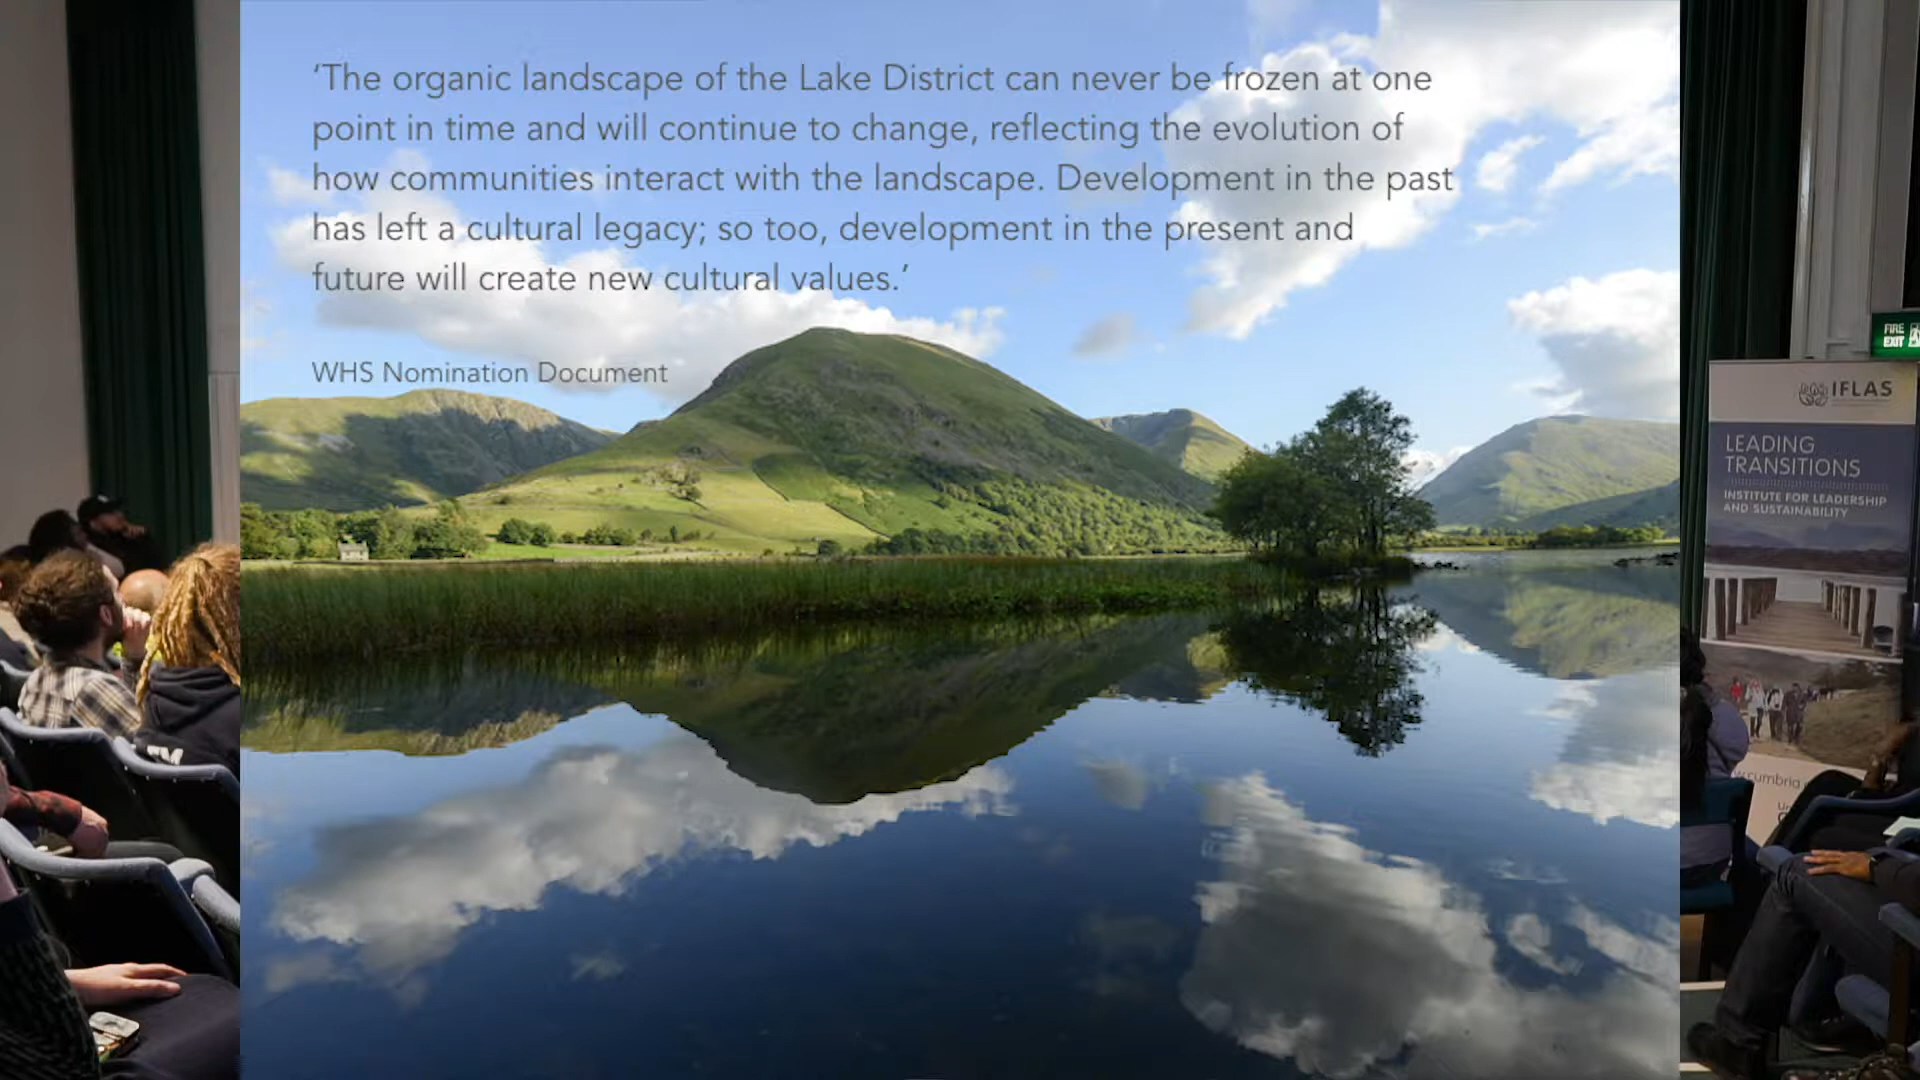 ‘The organic landscape of the Lake District can never be frozen at one
point in time and will continue to change, reflecting the evolution of
how communities interact with the landscape. Development in the past
has left a cultural legacy; so too, development in the present and
future will create new cultural values.’
WHS Nomination Document
FIRE
EXIT
IFLAS
LEADING
TRANSITIONS
INSTITUTE FOR LEADERSHIP
AND SUSTAINABILITY
w.cumbria.